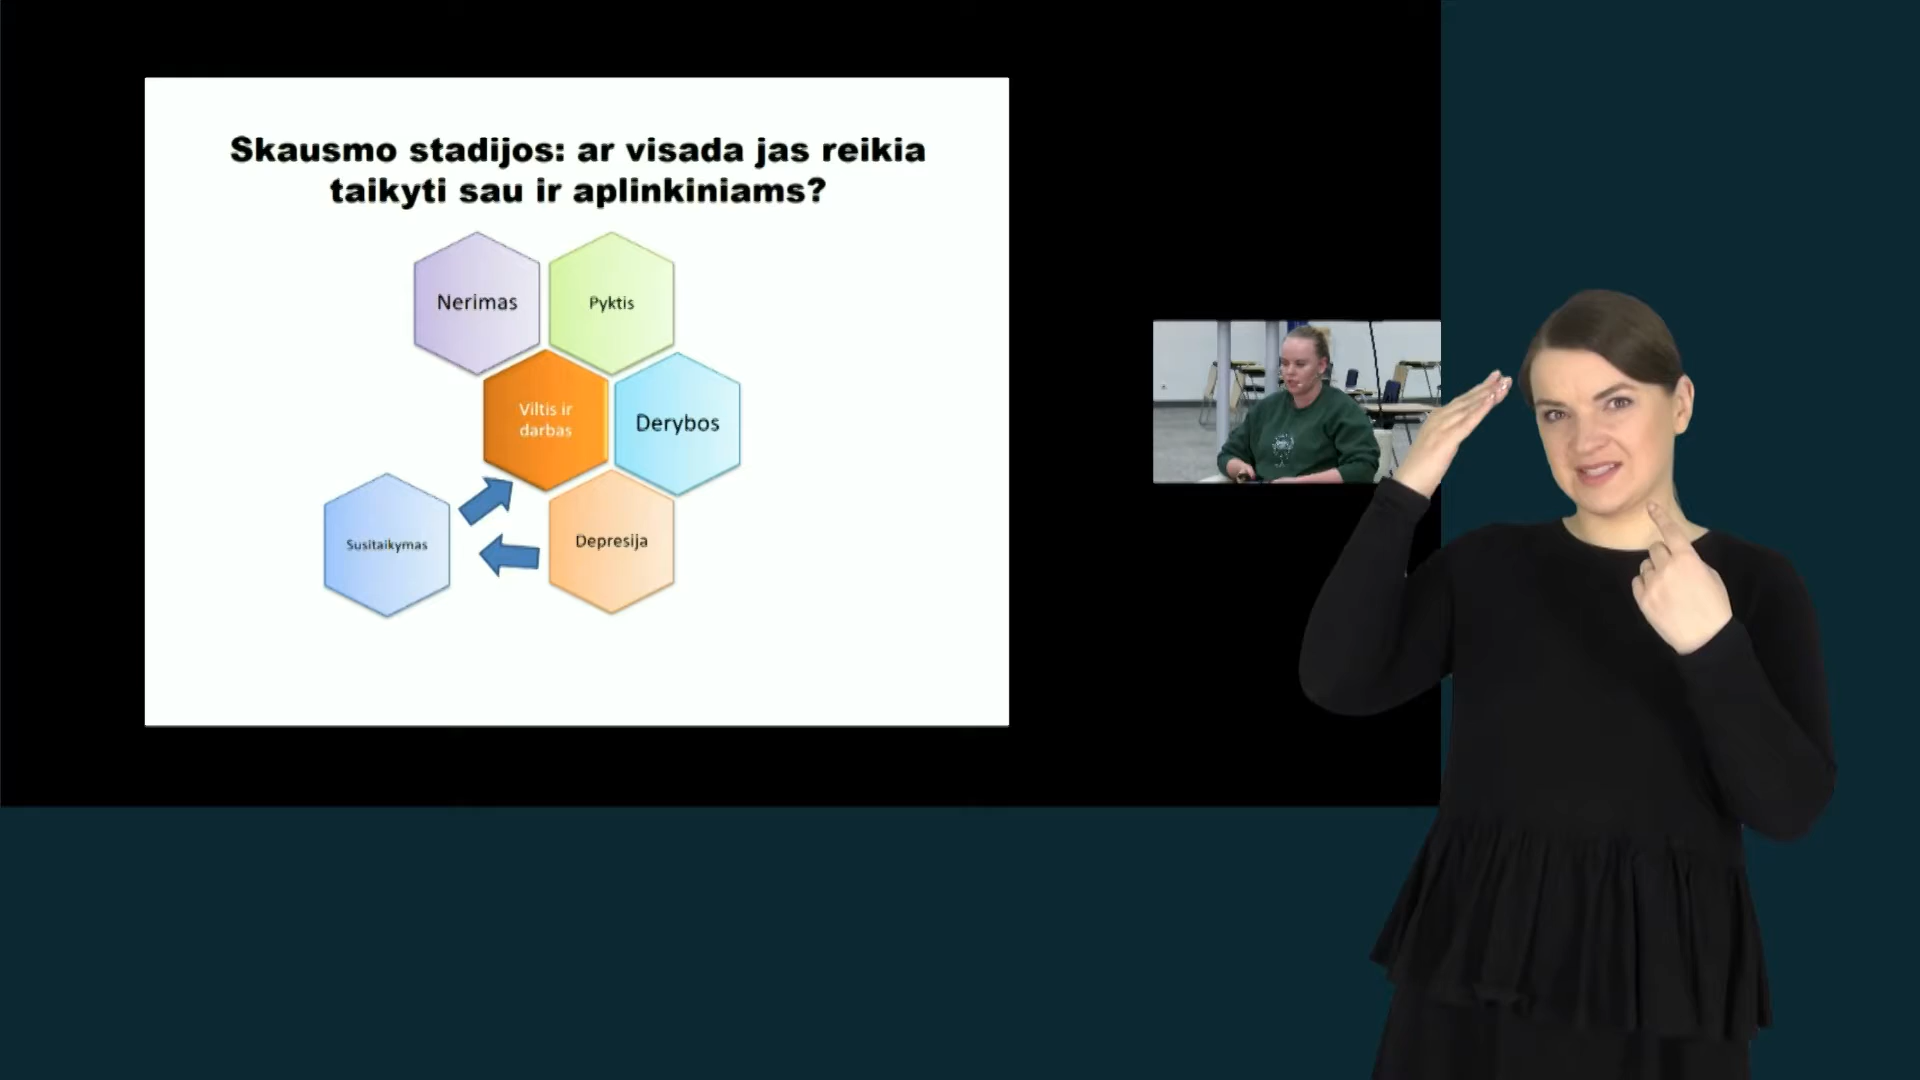 Skausmo stadijos: ar visada jas reikia
taikyti sau ir aplinkiniams?
Nerimas
Pyktis
Viltis ir
darbas
Derybos
Susitaikymas
Depresija